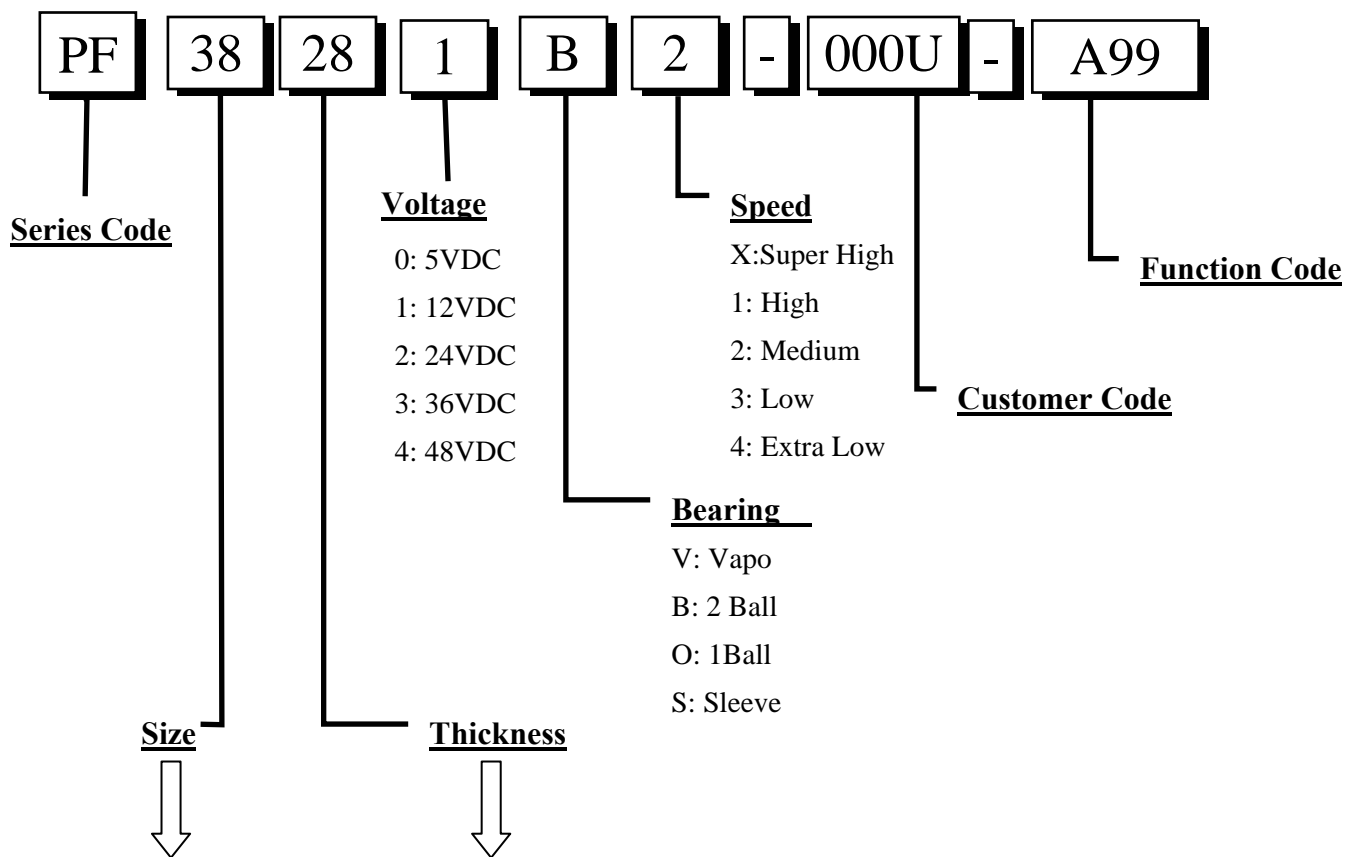 PF 38 28 1 B 2 - 000U - A99
Series Code
Voltage
0: 5VDC
1: 12VDC
2: 24VDC
3: 36VDC
4: 48VDC
Speed
X:Super High
1: High
2: Medium
3: Low
4: Extra Low
Function Code
Customer Code
Bearing
V: Vapo
B: 2 Ball
O: 1Ball
S: Sleeve
Size
Thickness